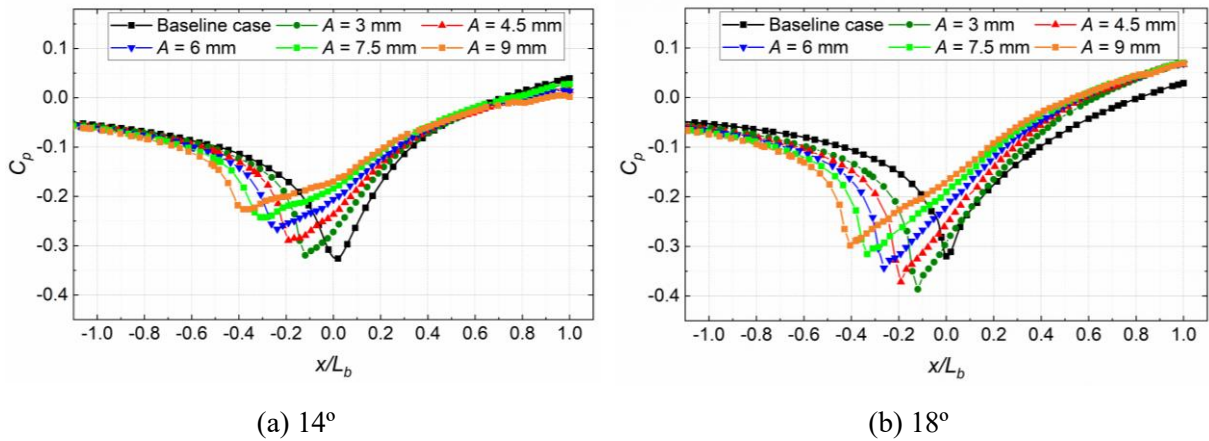 Baseline case A = 3 mm A = 4.5 mm
A = 6 mm A = 7.5 mm A = 9 mm
0.1
0.0
-0.1
-0.2
-0.3
-0.4
Cp
-1.0 -0.8 -0.6 -0.4 -0.2 0.0 0.2 0.4 0.6 0.8 1.0
x/Lb
(a) 14º
Baseline case A = 3 mm A = 4.5 mm
A = 6 mm A = 7.5 mm A = 9 mm
0.1
0.0
-0.1
-0.2
-0.3
-0.4
Cp
-1.0 -0.8 -0.6 -0.4 -0.2 0.0 0.2 0.4 0.6 0.8 1.0
x/Lb
(b) 18º